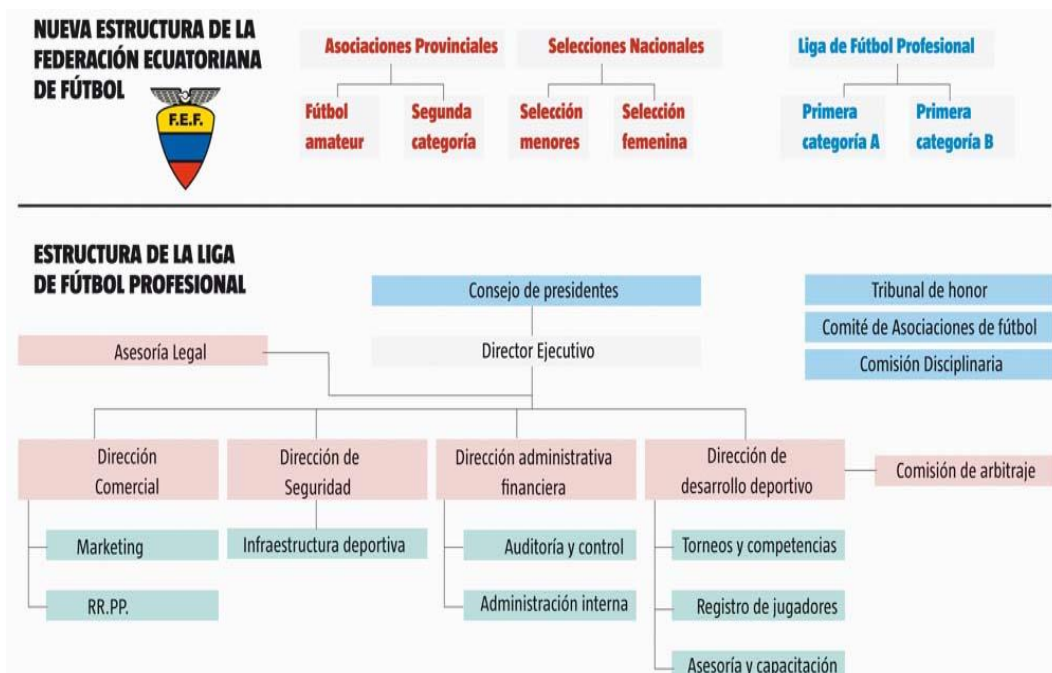 NUEVA ESTRUCTURA DE LA
FEDERACIÓN ECUATORIANA
DE FÚTBOL
F.E.F.
Asociaciones Provinciales
Fútbol
amateur
Segunda
categoría
Selecciones Nacionales
Selección
menores
Selección
femenina
Liga de Fútbol Profesional
Primera
categoría A
Primera
categoría B
ESTRUCTURA DE LA LIGA
DE FÚTBOL PROFESIONAL
Consejo de presidentes
Director Ejecutivo
Asesoría Legal
Tribunal de honor
Comité de Asociaciones de fútbol
Comisión Disciplinaria
Dirección
Comercial
Marketing
RR.PP.
Dirección de
Seguridad
Infraestructura deportiva
Dirección administrativa
financiera
Auditoría y control
Administración interna
Dirección de
desarrollo deportivo
Comisión de arbitraje
Torneos y competencias
Registro de jugadores
Asesoría y capacitación